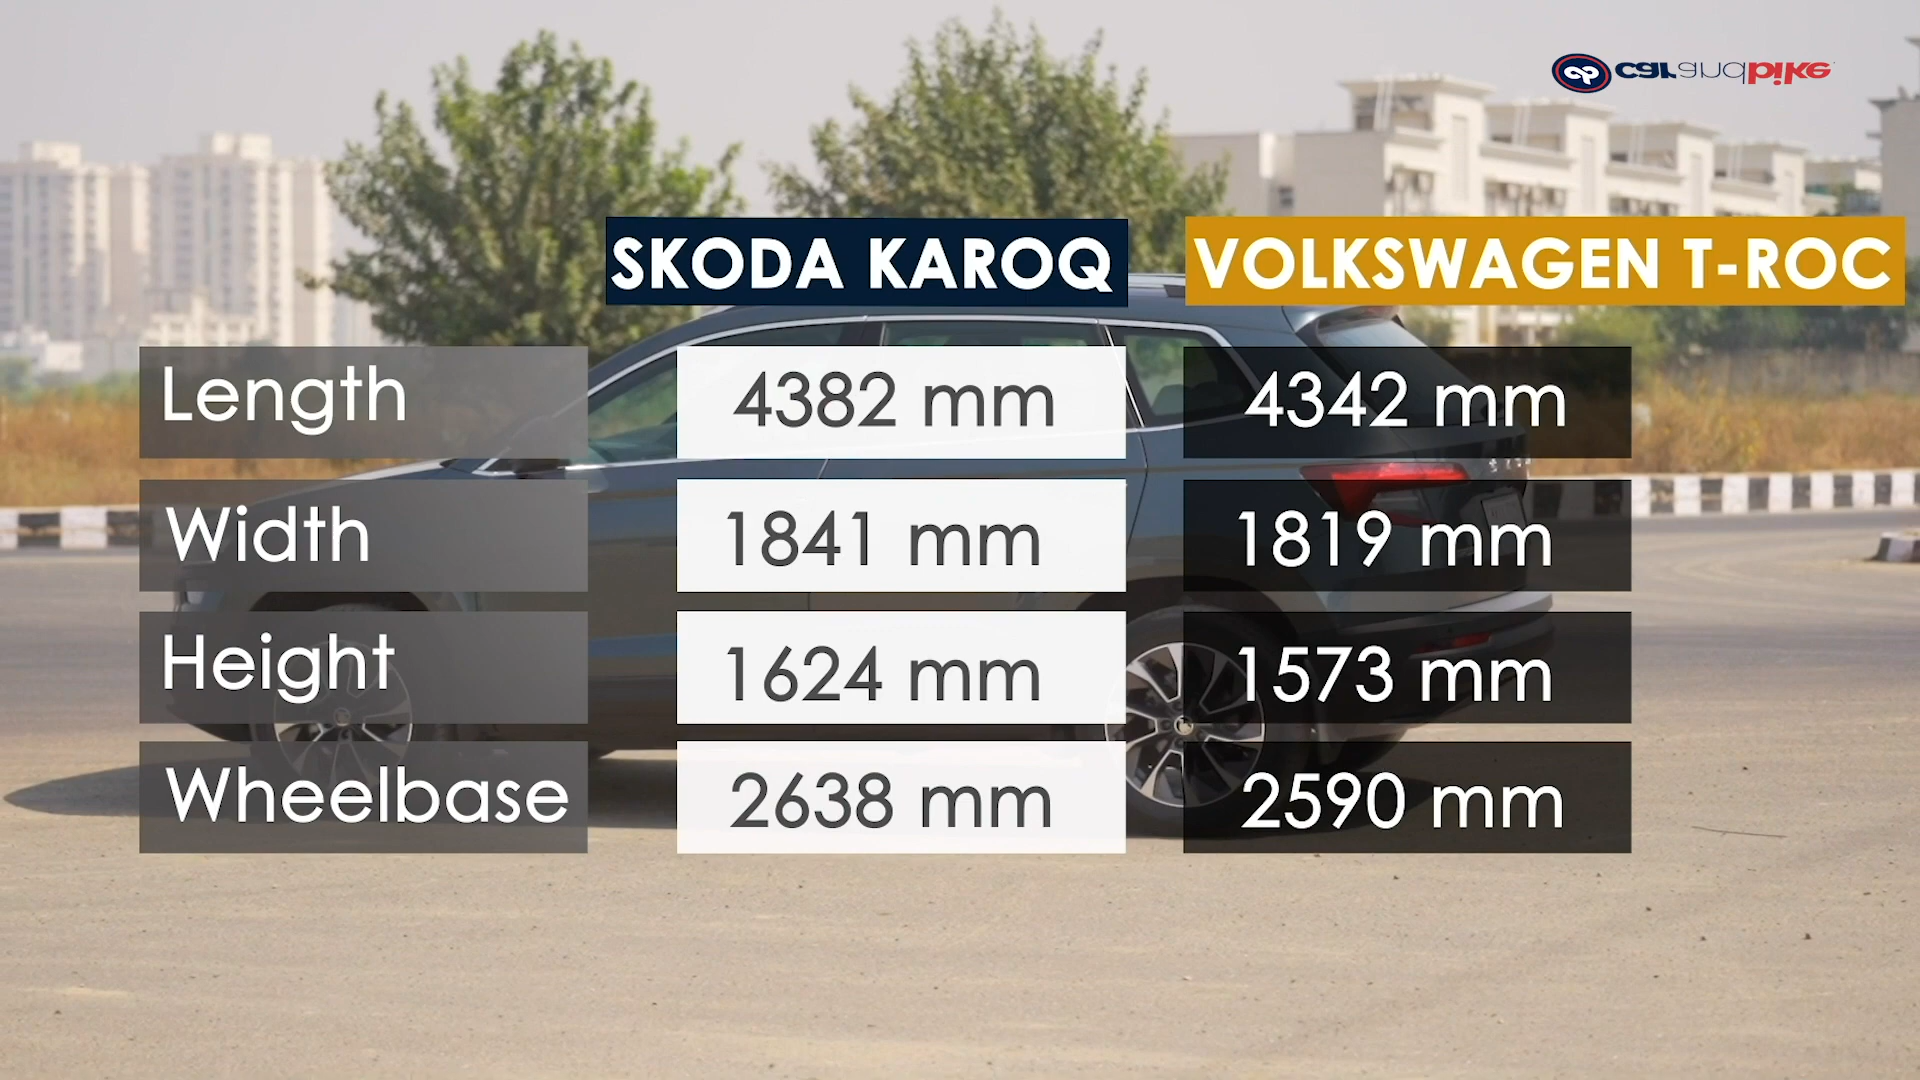 SKODA KAROQ VOLKSWAGEN T-ROC
Length 4382 mm 4342 mm
Width 1841 mm 1819 mm
Height 1624 mm 1573 mm
Wheelbase 2638 mm 2590 mm